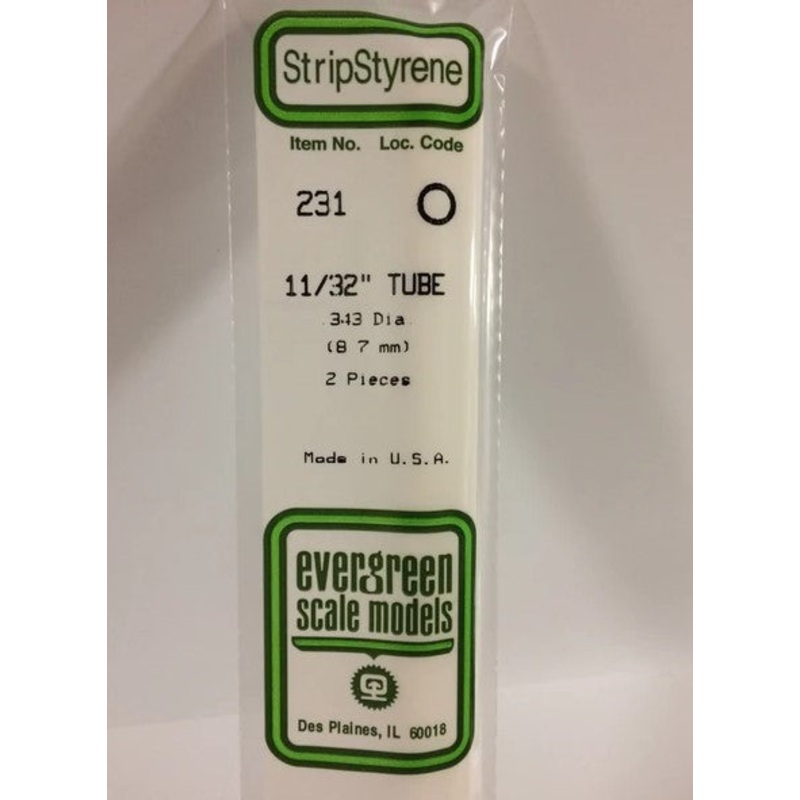 StripStyrene
Item No. Loc. Code
231
11/32" TUBE
.343 Dia.
(8.7 mm)
2 Pieces
Made in U.S.A.
evergreen
scale models
Des Plaines, IL 60018